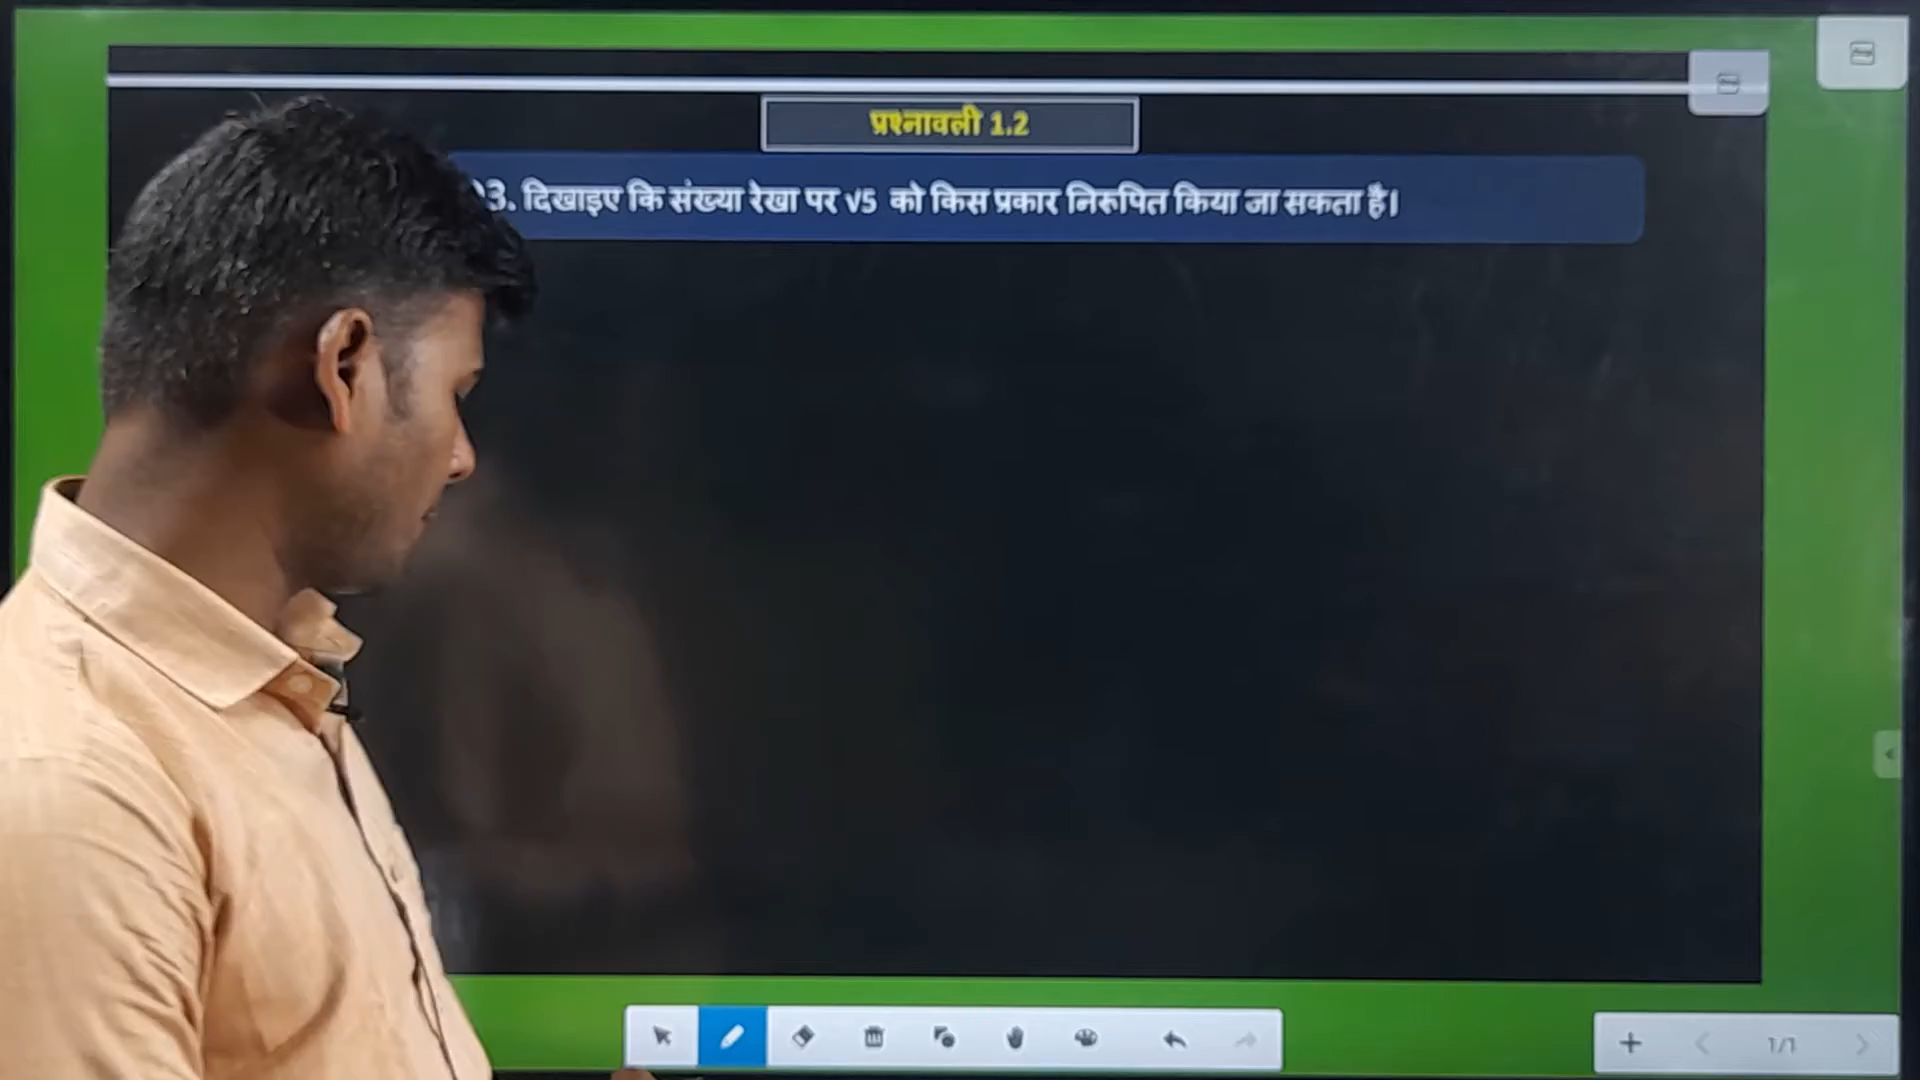 प्रश्नावली 1.2
3. दिखाइए कि संख्या रेखा पर √5 को किस प्रकार निरूपित किया जा सकता है।
1/1